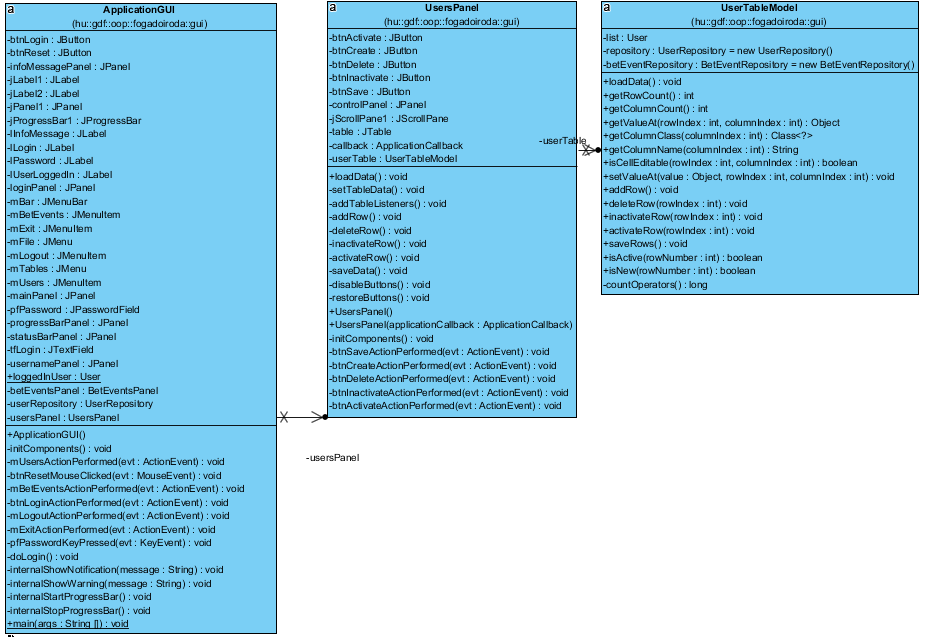 a
ApplicationGUI
(hu::gdf::oop::fogadoiroda::gui)
-btnLogin : JButton
-btnReset : JButton
-infoMessagePanel : JPanel
-jLabel1 : JLabel
-jLabel2 : JLabel
-jPanel1 : JPanel
-jProgressBar1 : JProgressBar
-lInfoMessage : JLabel
-lLogin : JLabel
-lPassword : JLabel
-lUserLoggedIn : JLabel
-loginPanel : JPanel
-mBar : JMenuBar
-mBetEvents : JMenuItem
-mExit : JMenuItem
-mFile : JMenu
-mLogout : JMenuItem
-mTables : JMenu
-mUsers : JMenuItem
-mainPanel : JPanel
-pfPassword : JPasswordField
-progressBarPanel : JPanel
-statusBarPanel : JPanel
-tfLogin : JTextField
-usernamePanel : JPanel
+loggedInUser : User
-betEventsPanel : BetEventsPanel
-userRepository : UserRepository
-usersPanel : UsersPanel
+ApplicationGUI()
-initComponents() : void
-mUsersActionPerformed(evt : ActionEvent) : void
-btnResetMouseClicked(evt : MouseEvent) : void
-mBetEventsActionPerformed(evt : ActionEvent) : void
-btnLoginActionPerformed(evt : ActionEvent) : void
-mLogoutActionPerformed(evt : ActionEvent) : void
-mExitActionPerformed(evt : ActionEvent) : void
-pfPasswordKeyPressed(evt : KeyEvent) : void
-doLogin() : void
-internalShowNotification(message : String) : void
-internalShowWarning(message : String) : void
-internalStartProgressBar() : void
-internalStopProgressBar() : void
+main(args : String []) : void
-usersPanel
a
UsersPanel
(hu::gdf::oop::fogadoiroda::gui)
-btnActivate : JButton
-btnCreate : JButton
-btnDelete : JButton
-btnInactivate : JButton
-btnSave : JButton
-controlPanel : JPanel
-jScrollPane1 : JScrollPane
-table : JTable
-callback : ApplicationCallback
-userTable : UserTableModel
+loadData() : void
-setTableData() : void
-addTableListeners() : void
-addRow() : void
-deleteRow() : void
-inactivateRow() : void
-activateRow() : void
-saveData() : void
-disableButtons() : void
-restoreButtons() : void
+UsersPanel()
+UsersPanel(applicationCallback : ApplicationCallback)
-initComponents() : void
-btnSaveActionPerformed(evt : ActionEvent) : void
-btnCreateActionPerformed(evt : ActionEvent) : void
-btnDeleteActionPerformed(evt : ActionEvent) : void
-btnInactivateActionPerformed(evt : ActionEvent) : void
-btnActivateActionPerformed(evt : ActionEvent) : void
-userTable
a
UserTableModel
(hu::gdf::oop::fogadoiroda::gui)
-list : User
-repository : UserRepository = new UserRepository()
-betEventRepository : BetEventRepository = new BetEventRepository()
+loadData() : void
+getRowCount() : int
+getColumnCount() : int
+getValueAt(rowIndex : int, columnIndex : int) : Object
+getColumnClass(columnIndex : int) : Class<?>
+getColumnName(columnIndex : int) : String
+isCellEditable(rowIndex : int, columnIndex : int) : boolean
+setValueAt(value : Object, rowIndex : int, columnIndex : int) : void
+addRow() : void
+deleteRow(rowIndex : int) : void
+inactivateRow(rowIndex : int) : void
+activateRow(rowIndex : int) : void
+saveRows() : void
+isActive(rowNumber : int) : boolean
+isNew(rowNumber : int) : boolean
-countOperators() : long